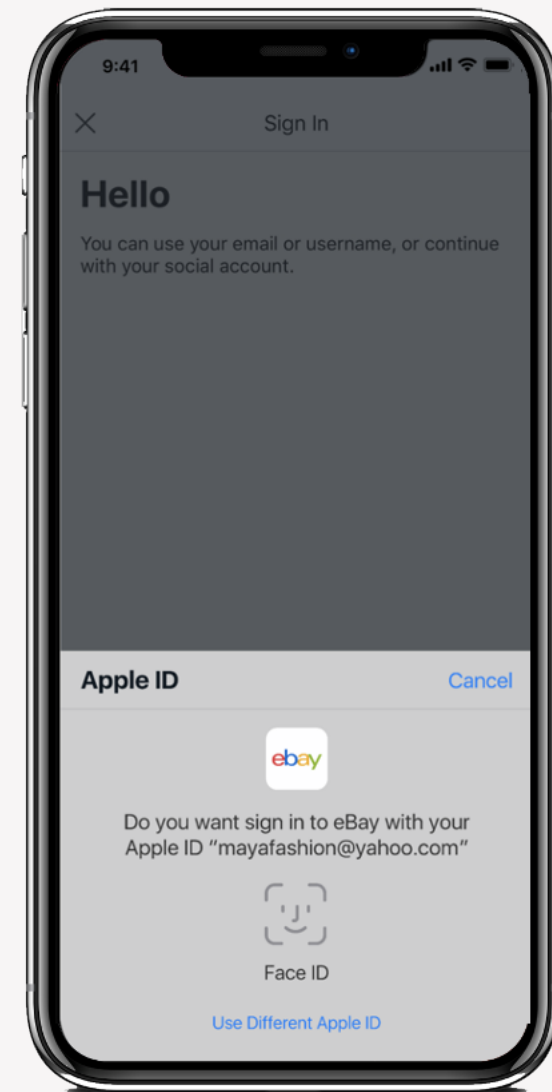 9:41
Sign In
Hello
You can use your email or username, or continue
with your social account.
Apple ID
Cancel
ebay
Do you want sign in to eBay with your
Apple ID “mayafashion@yahoo.com”
Face ID
Use Different Apple ID